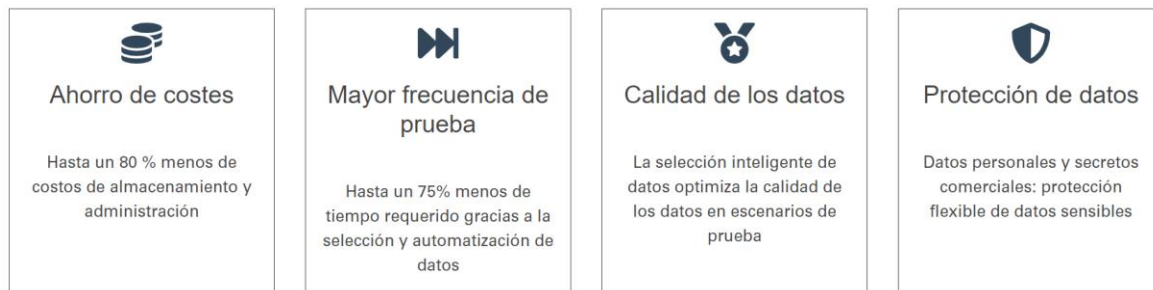 Ahorro de costes
Hasta un 80 % menos de
costos de almacenamiento y
administración
Mayor frecuencia de
prueba
Hasta un 75% menos de
tiempo requerido gracias a la
selección y automatización de
datos
Calidad de los datos
La selección inteligente de
datos optimiza la calidad de
los datos en escenarios de
prueba
Protección de datos
Datos personales y secretos
comerciales: protección
flexible de datos sensibles